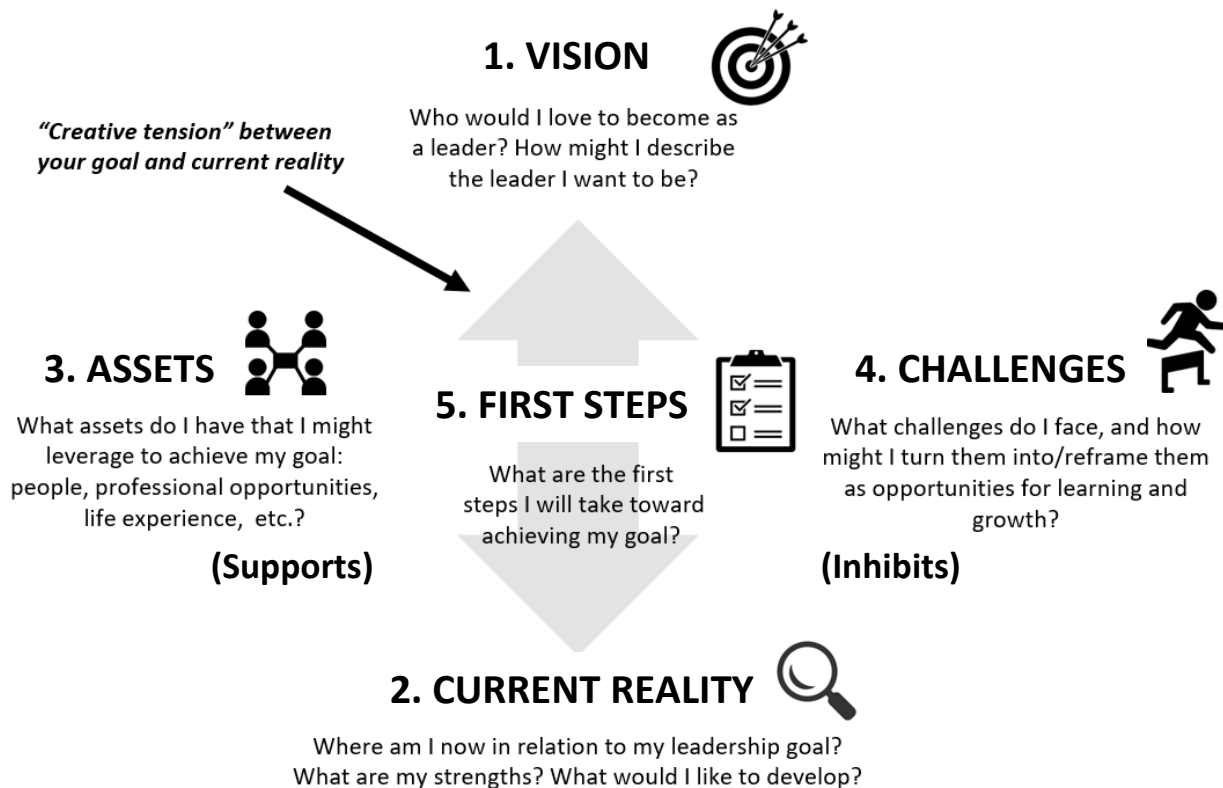 1. VISION
Who would I love to become as
a leader? How might I describe
the leader I want to be?
“Creative tension” between
your goal and current reality
3. ASSETS
What assets do I have that I might
leverage to achieve my goal:
people, professional opportunities,
life experience, etc.?
(Supports)
5. FIRST STEPS
What are the first
steps I will take toward
achieving my goal?
4. CHALLENGES
What challenges do I face, and how
might I turn them into/reframe them
as opportunities for learning and
growth?
(Inhibits)
2. CURRENT REALITY
Where am I now in relation to my leadership goal?
What are my strengths? What would I like to develop?